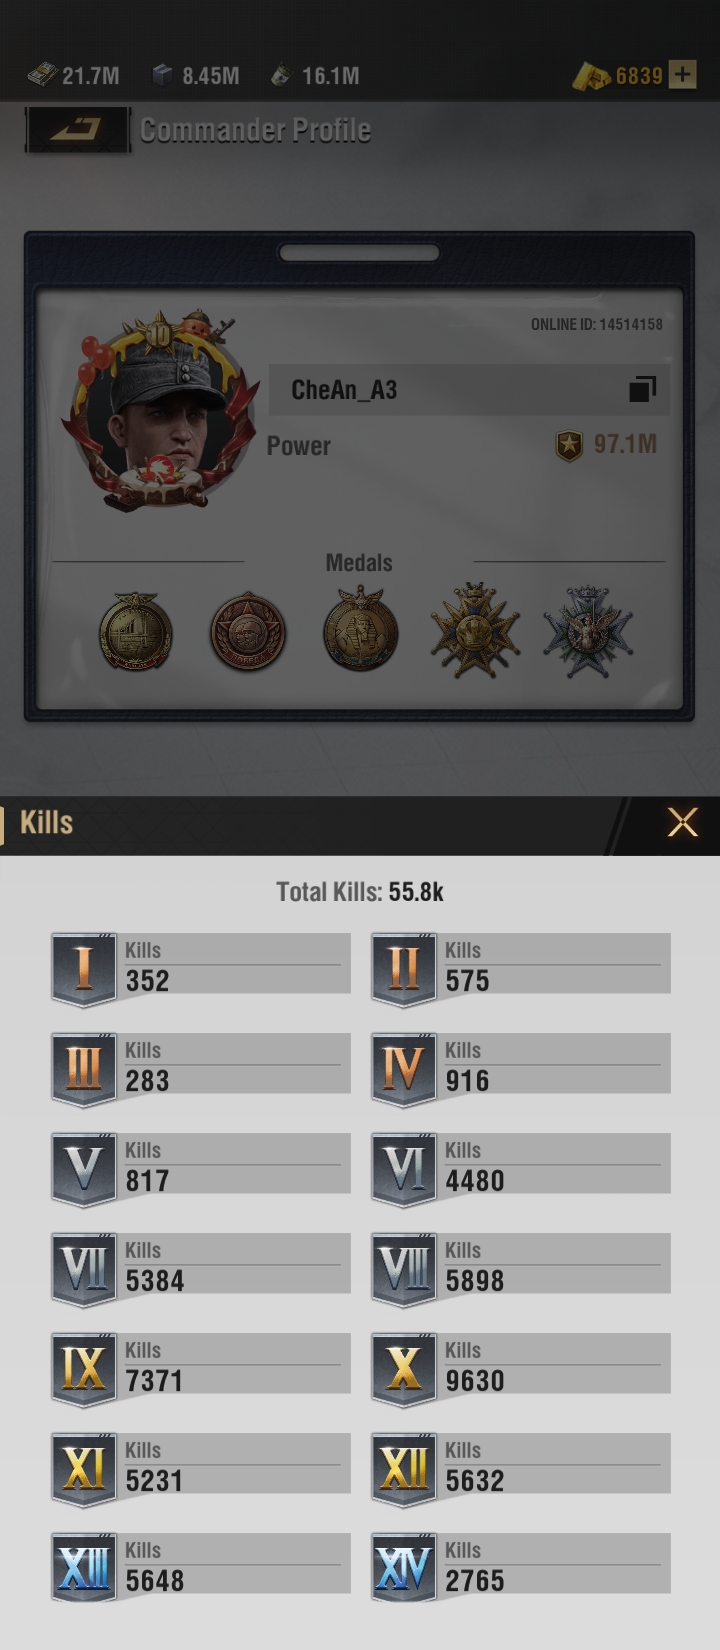 21.7M 8.45M 16.1M 6839
Commander Profile
10
ONLINE ID: 14514158
CheAn_A3
Power 97.1M
Medals
Kills
Total Kills: 55.8k
I Kills 352
II Kills 575
III Kills 283
IV Kills 916
V Kills 817
VI Kills 4480
VII Kills 5384
VIII Kills 5898
IX Kills 7371
X Kills 9630
XI Kills 5231
XII Kills 5632
XIII Kills 5648
XIV Kills 2765